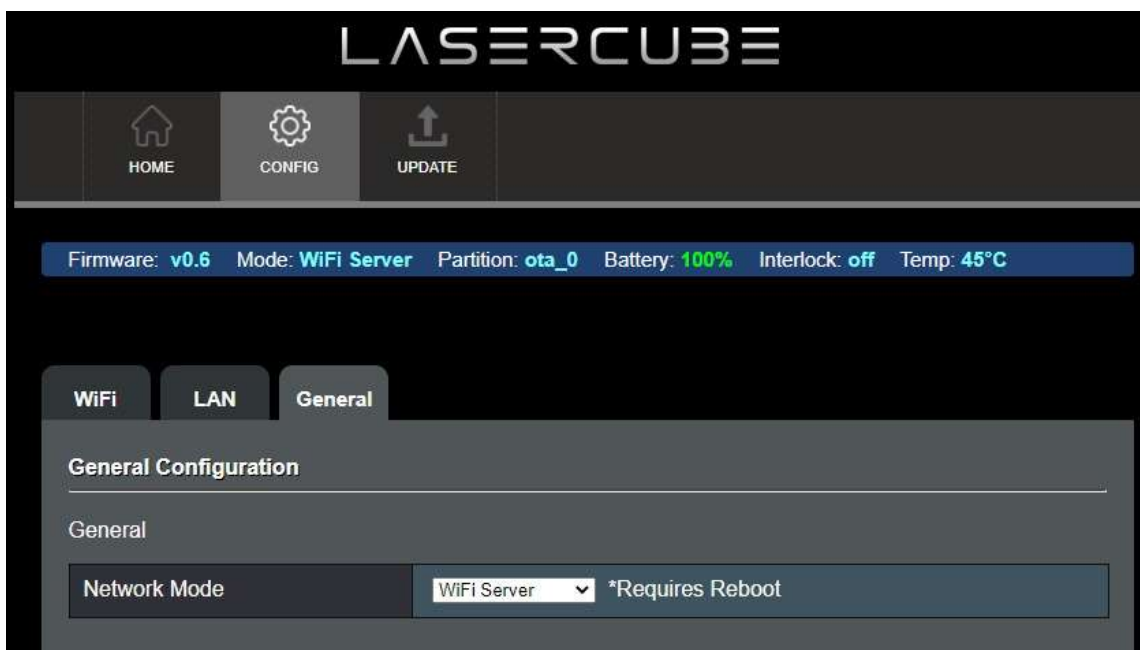 LASERCUBE
HOME CONFIG UPDATE
Firmware: v0.6 Mode: WiFi Server Partition: ota_0 Battery: 100% Interlock: off Temp: 45°C
WiFi LAN General
General Configuration
General
Network Mode WiFi Server *Requires Reboot